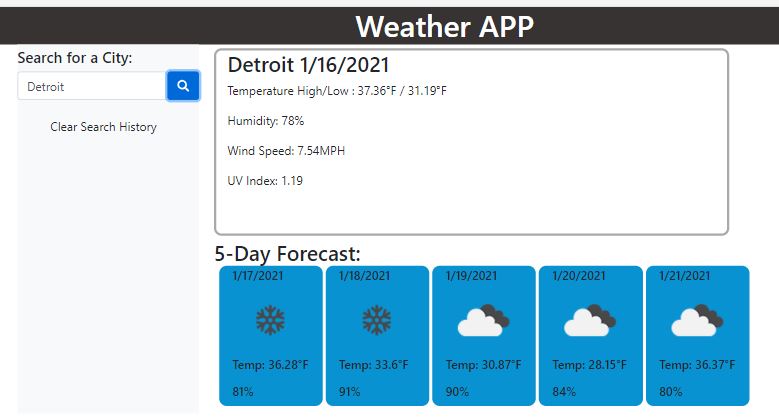 Weather APP
Search for a City:
Detroit
Clear Search History
Detroit 1/16/2021
Temperature High/Low : 37.36°F / 31.19°F
Humidity: 78%
Wind Speed: 7.54MPH
UV Index: 1.19
5-Day Forecast:
1/17/2021
Temp: 36.28°F
81%
1/18/2021
Temp: 33.6°F
91%
1/19/2021
Temp: 30.87°F
90%
1/20/2021
Temp: 28.15°F
84%
1/21/2021
Temp: 36.37°F
80%